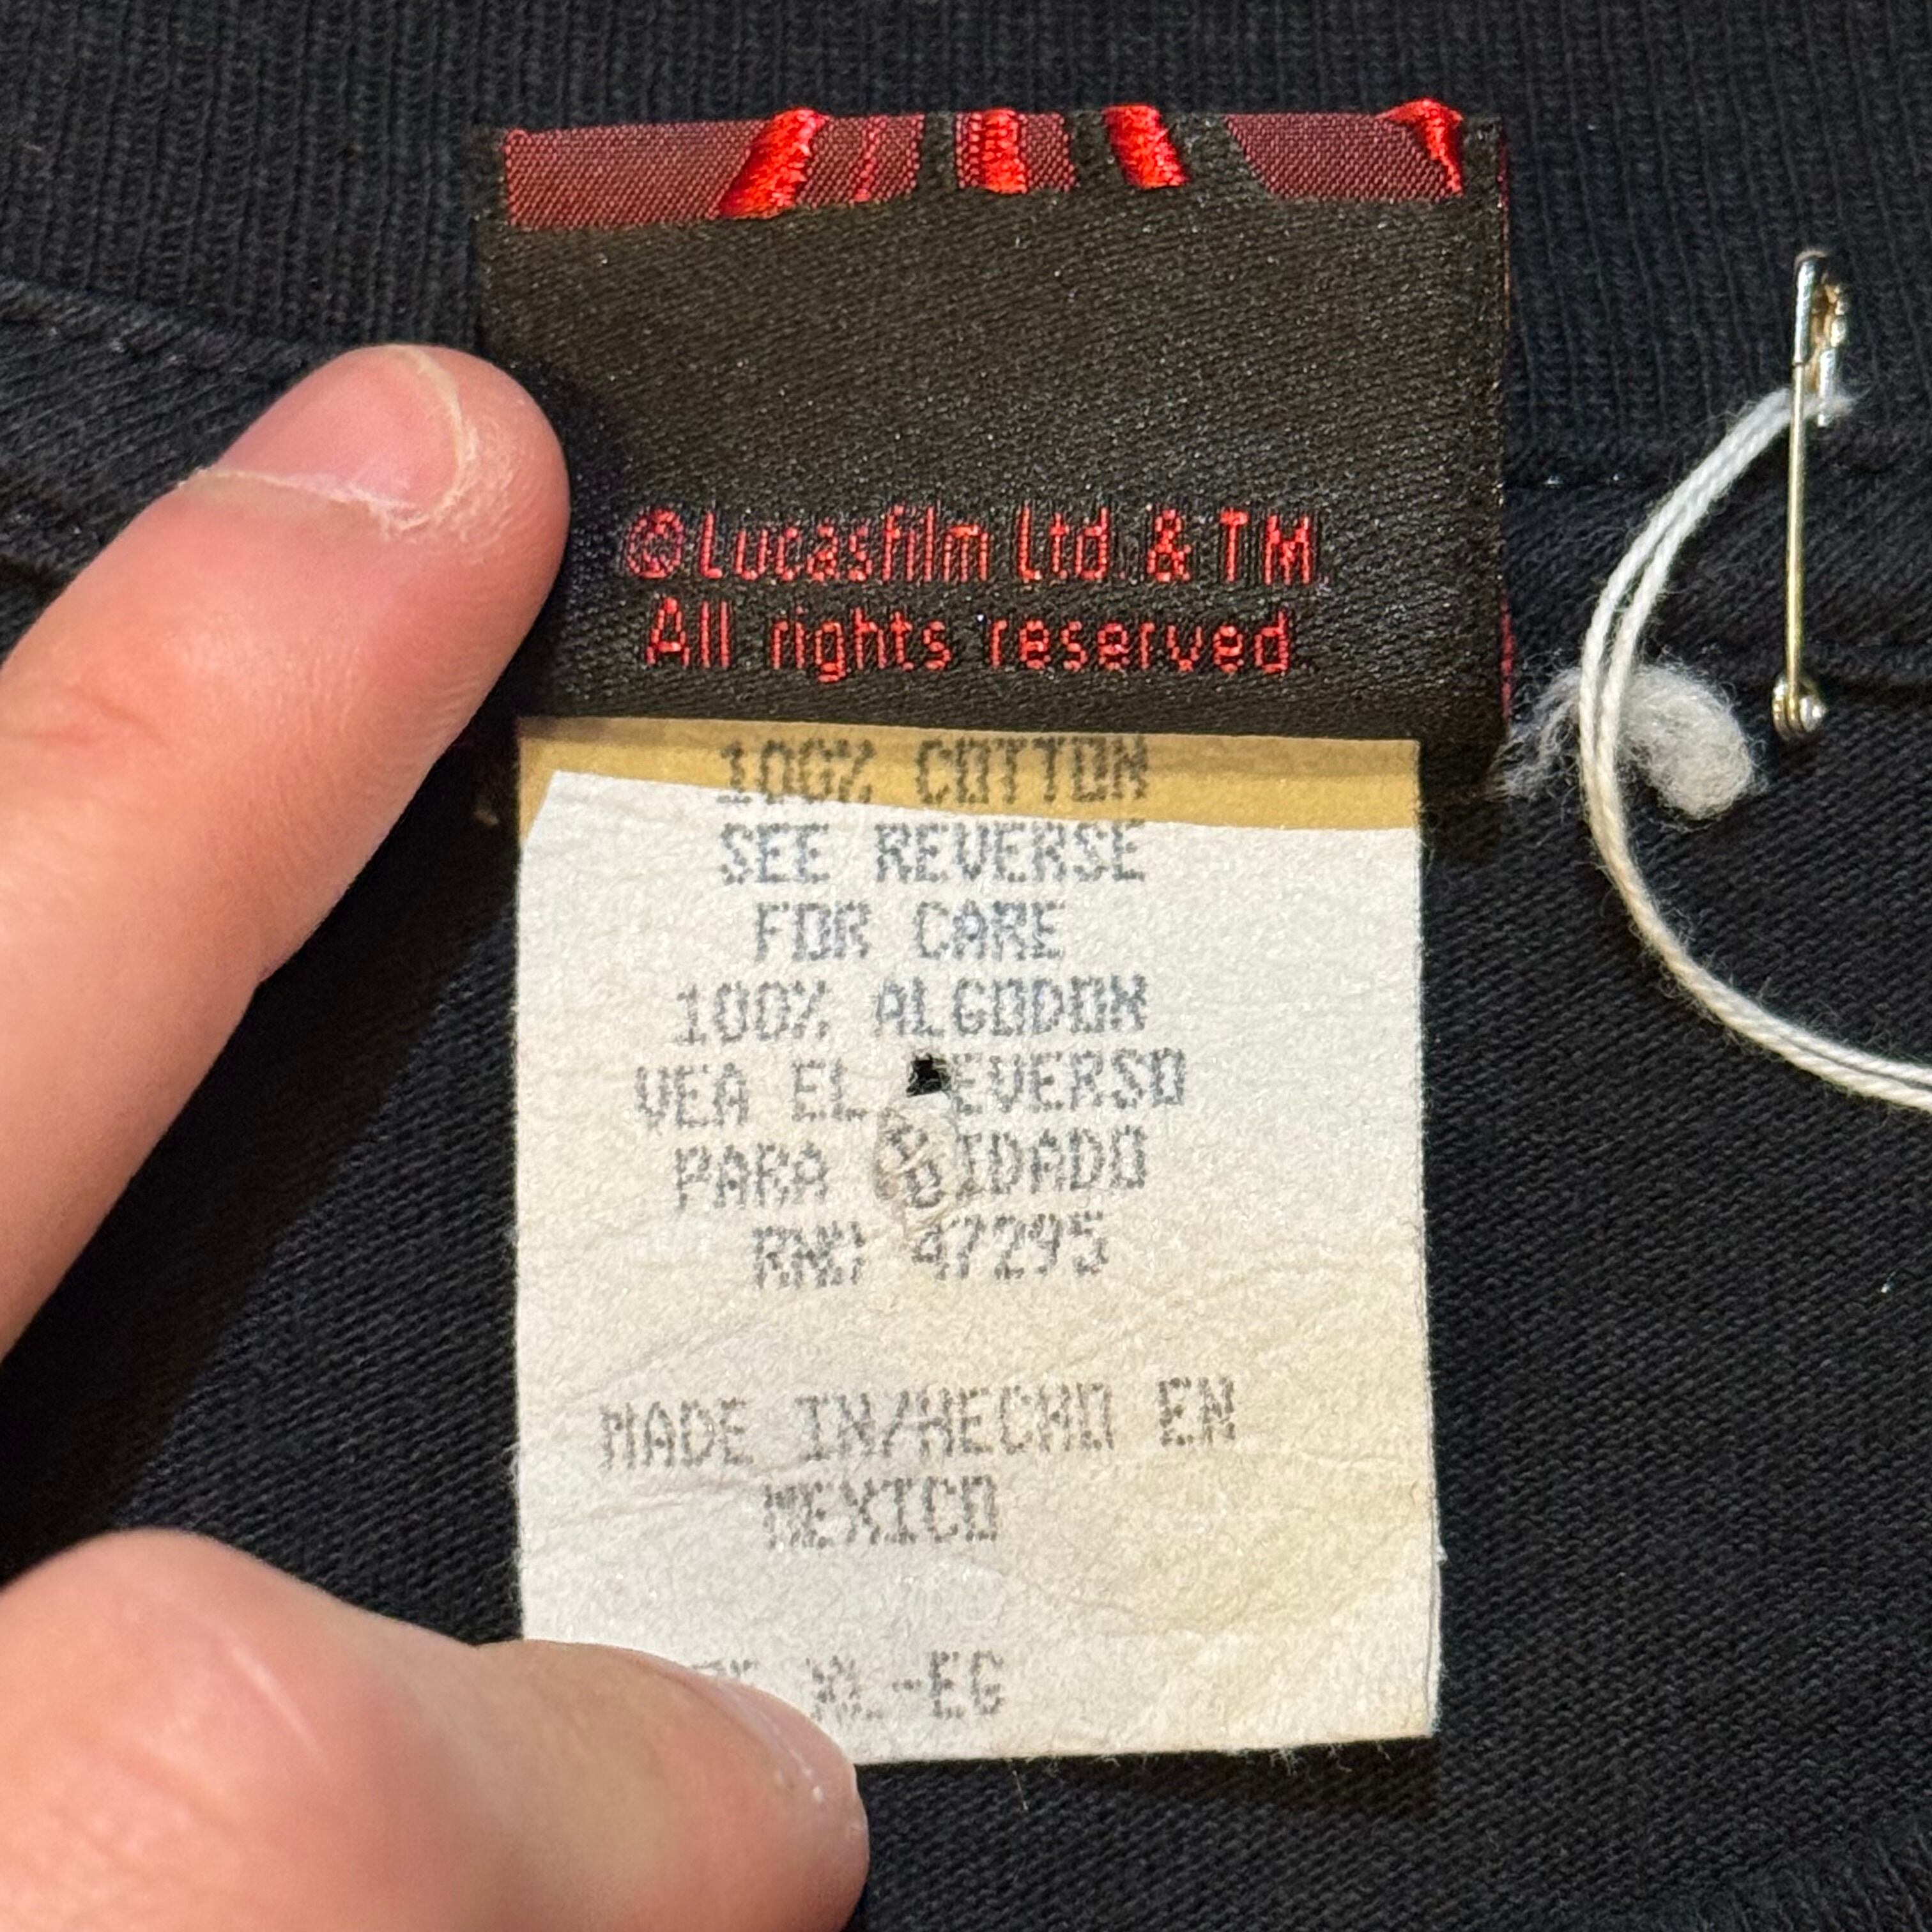 ©Lucasfilm Ltd. & TM
All rights reserved
100% COTTON
SEE REVERSE
FOR CARE
100% ALGODON
VEA EL REVERSO
PARA CUIDADO
RN# 47295
MADE IN/HECHO EN
MEXICO
XL-EG